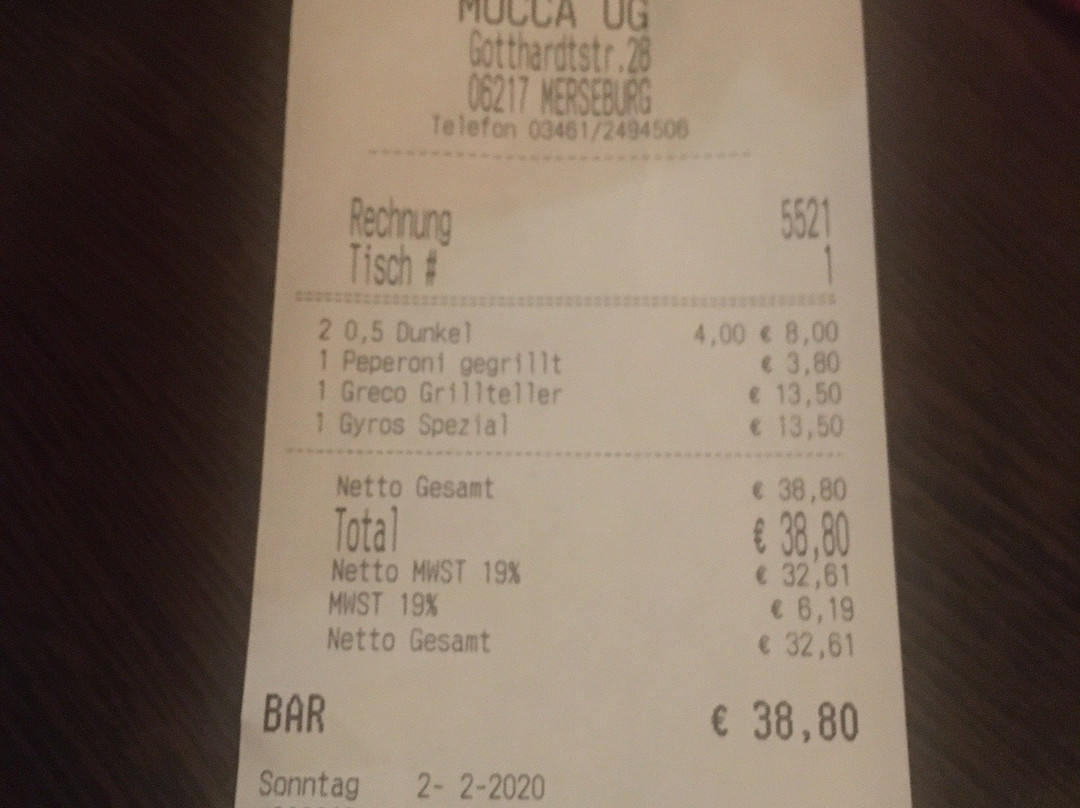 MOCCA UG
Gotthardtstr.28
06217 MERSEBURG
Telefon 03461/2494506
Rechnung 5521
Tisch # 1
2 0,5 Dunkel 4,00 € 8,00
1 Peperoni gegrillt € 3,80
1 Greco Grillteller € 13,50
1 Gyros Spezial € 13,50
Netto Gesamt € 38,80
Total € 38,80
Netto MWST 19% € 32,61
MWST 19% € 6,19
Netto Gesamt € 32,61
BAR € 38,80
Sonntag 2- 2-2020